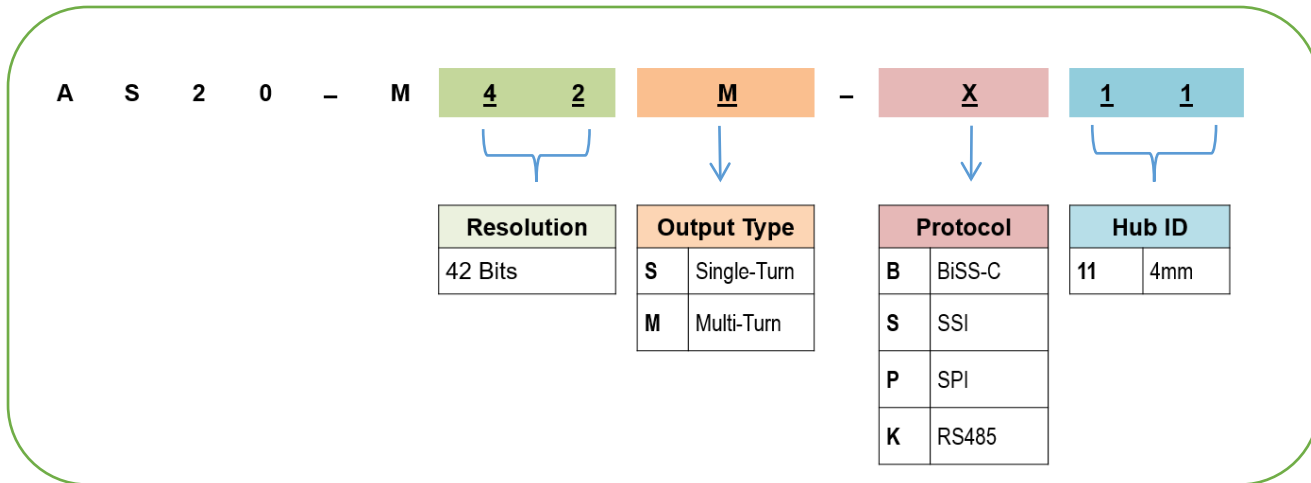 A S 2 0 – M 4 2 M – X 1 1
Resolution
42 Bits
Output Type
S Single-Turn
M Multi-Turn
Protocol
B BiSS-C
S SSI
P SPI
K RS485
Hub ID
11 4mm